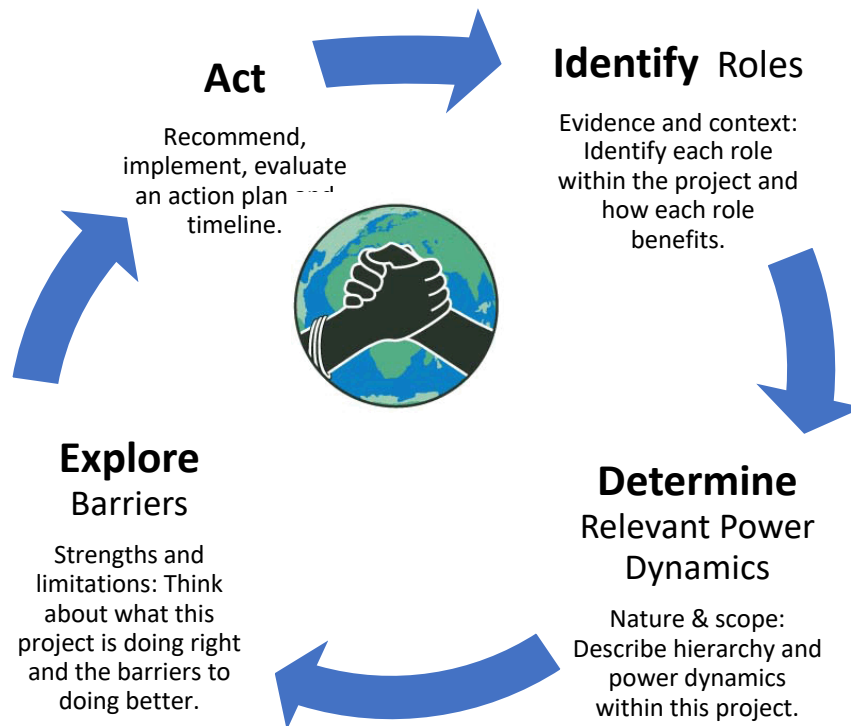 Act
Recommend,
implement, evaluate
an action plan and
timeline.
Identify Roles
Evidence and context:
Identify each role
within the project and
how each role
benefits.
Determine
Relevant Power
Dynamics
Nature & scope:
Describe hierarchy and
power dynamics
within this project.
Explore
Barriers
Strengths and
limitations: Think
about what this
project is doing right
and the barriers to
doing better.